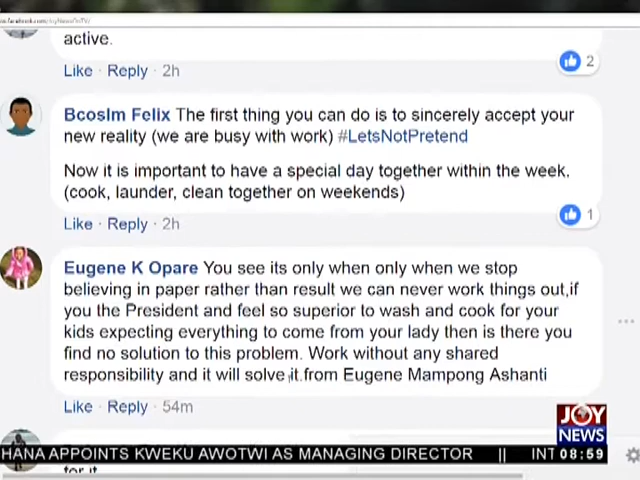 active.
Like · Reply · 2h
2
BcosIm Felix The first thing you can do is to sincerely accept your
new reality (we are busy with work) #LetsNotPretend
Now it is important to have a special day together within the week.
(cook, launder, clean together on weekends)
1
Like · Reply · 2h
Eugene K Opare You see its only when only when we stop
believing in paper rather than result we can never work things out,if
you the President and feel so superior to wash and cook for your
kids expecting everything to come from your lady then is there you
find no solution to this problem. Work without any shared
responsibility and it will solve it.from Eugene Mampong Ashanti
Like · Reply · 54m
JOY
NEWS
HANA APPOINTS KWEKU AWOTWI AS MANAGING DIRECTOR || INT 08:59
for it